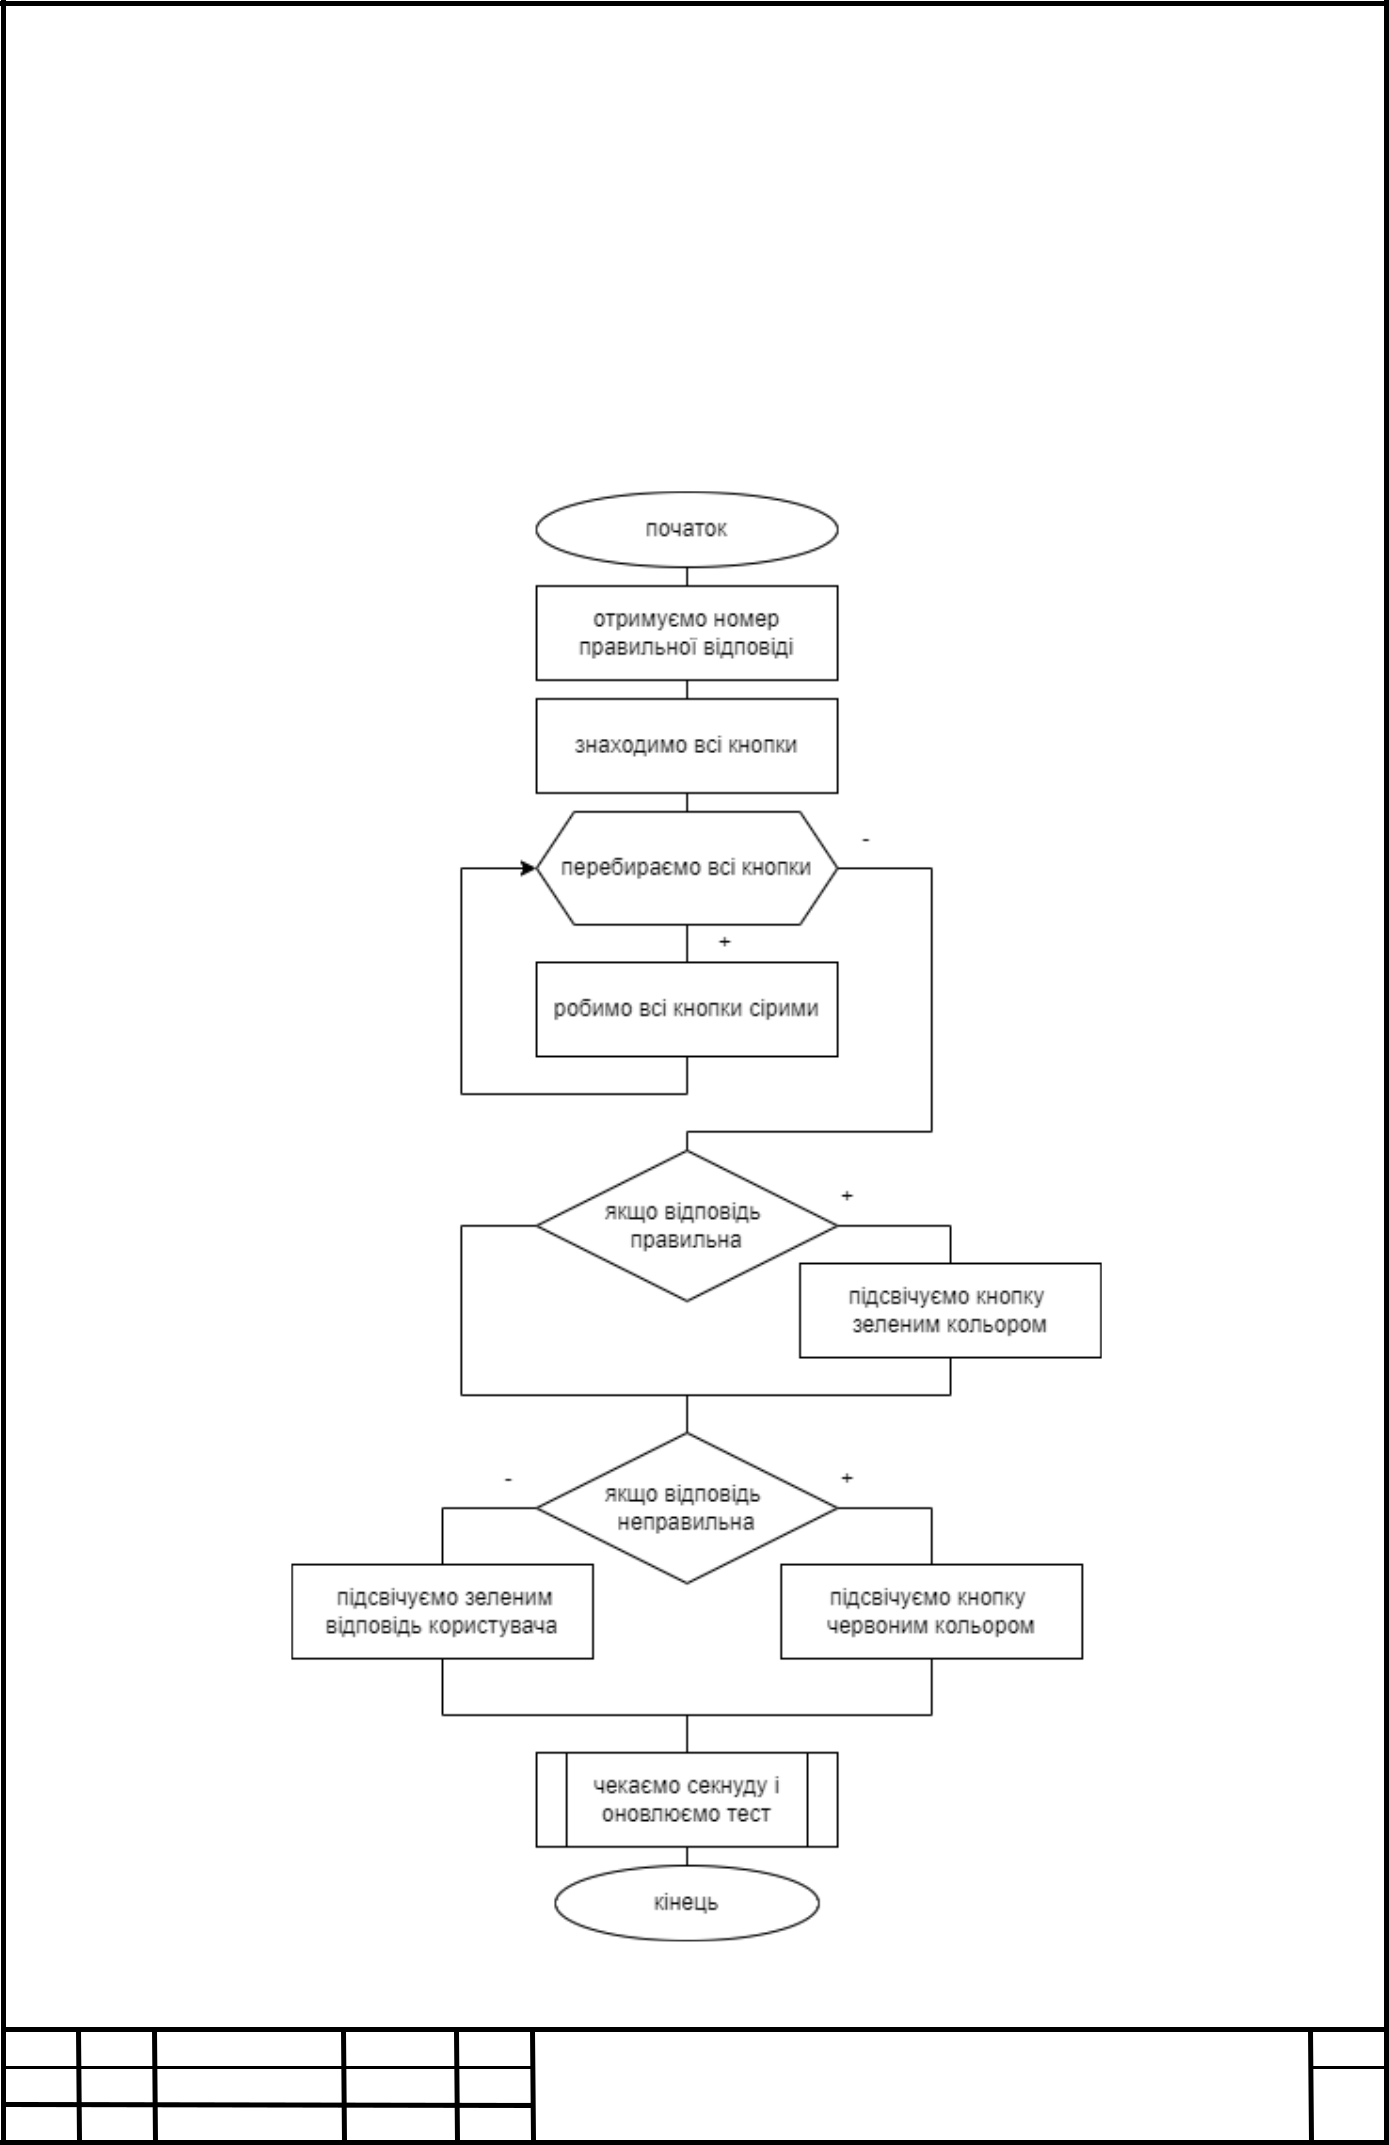 початок
отримуємо номер
правильної відповіді
знаходимо всі кнопки
перебираємо всі кнопки
-
+
робимо всі кнопки сірими
якщо відповідь
правильна
+
підсвічуємо кнопку
зеленим кольором
якщо відповідь
неправильна
-
+
підсвічуємо зеленим
відповідь користувача
підсвічуємо кнопку
червоним кольором
чекаємо секнуду і
оновлюємо тест
кінець